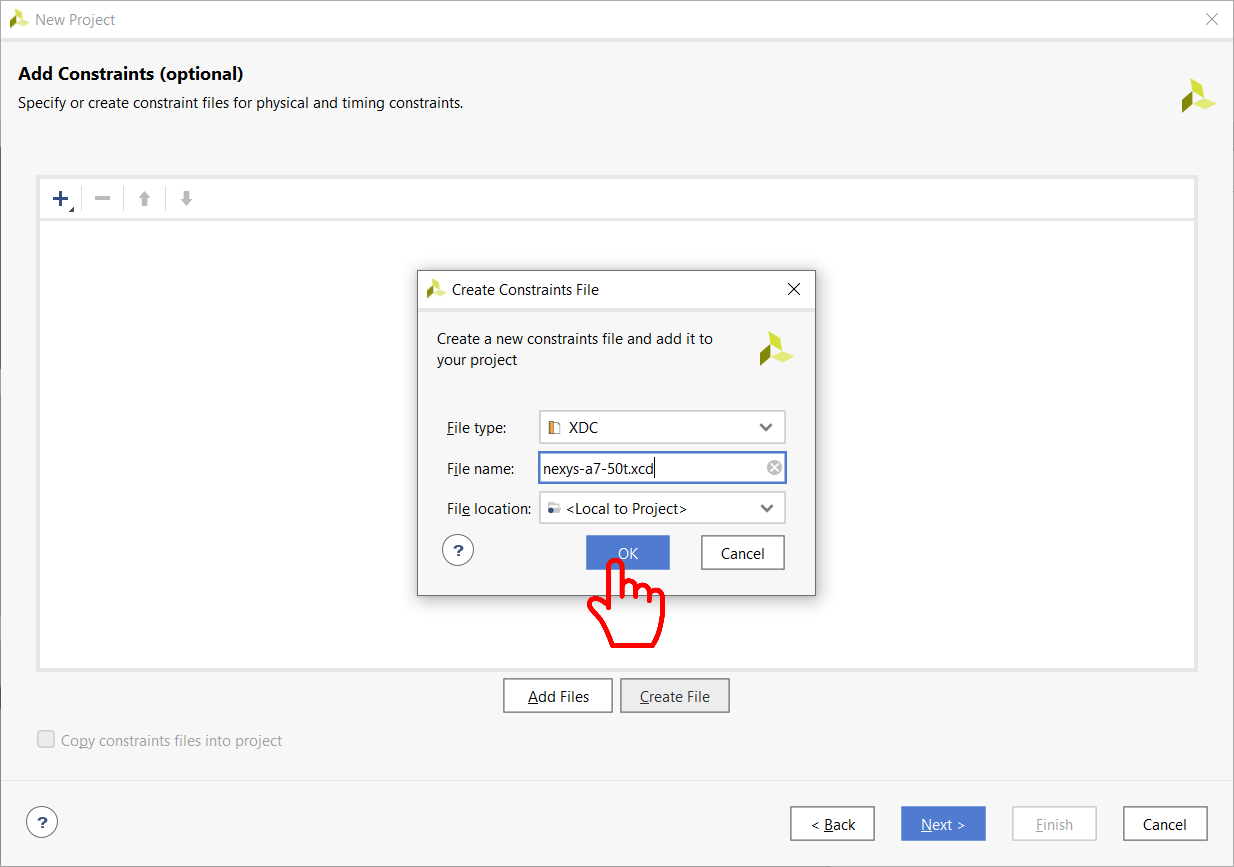 New Project
Add Constraints (optional)
Specify or create constraint files for physical and timing constraints.
Create Constraints File
Create a new constraints file and add it to
your project
File type:
XDC
File name:
nexys-a7-50t.xcd
File location:
<Local to Project>
?
OK
Cancel
Add Files
Create File
Copy constraints files into project
?
< Back
Next >
Finish
Cancel